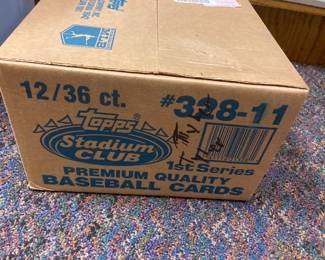 12/36 ct.
#328-11
Topps
Stadium
CLUB
1st Series
PREMIUM QUALITY
BASEBALL CARDS